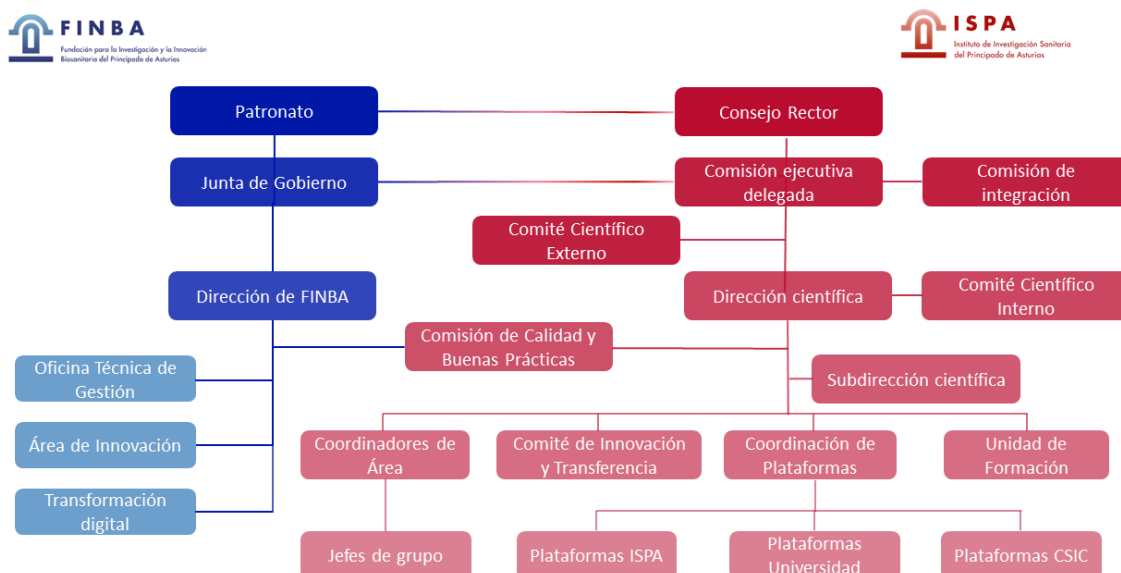 FINBA
Fundación para la Investigación y la Innovación
Biosanitaria del Principado de Asturias
ISPA
Instituto de Investigación Sanitaria
del Principado de Asturias
Patronato
Consejo Rector
Junta de Gobierno
Comisión ejecutiva
delegada
Comisión de
integración
Comité Científico
Externo
Dirección de FINBA
Dirección científica
Comité Científico
Interno
Comisión de Calidad y
Buenas Prácticas
Oficina Técnica de
Gestión
Subdirección científica
Área de Innovación
Coordinadores de
Área
Comité de Innovación
y Transferencia
Coordinación de
Plataformas
Unidad de
Formación
Transformación
digital
Jefes de grupo
Plataformas ISPA
Plataformas
Universidad
Plataformas CSIC